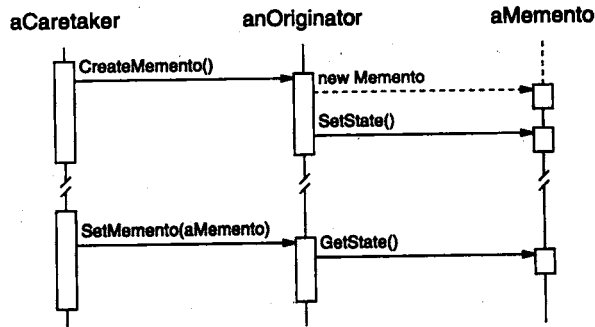 aCaretaker anOriginator aMemento
CreateMemento()
new Memento
SetState()
SetMemento(aMemento)
GetState()